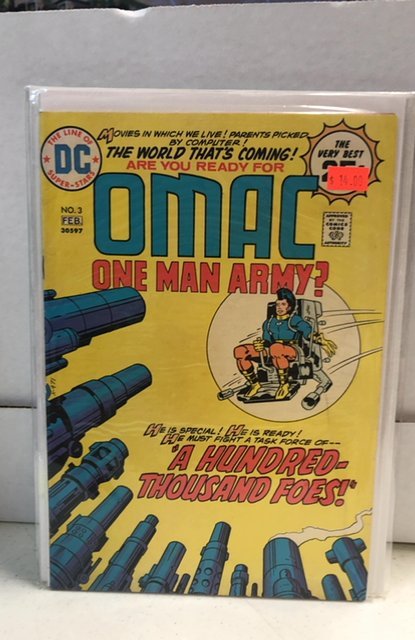 MOVIES IN WHICH WE LIVE! PARENTS PICKED
BY COMPUTER!
THE WORLD THAT'S COMING!
ARE YOU READY FOR
THE LINE OF
DC
SUPER-STARS
THE
VERY BEST
$ 14.00
OMAC
NO. 3
FEB.
30597
APPROVED
BY THE
COMICS
CODE
AUTHORITY
ONE MAN ARMY?
HE IS SPECIAL! HE IS READY!
HE MUST FIGHT A TASK FORCE OF--
"A HUNDRED-
THOUSAND FOES!"